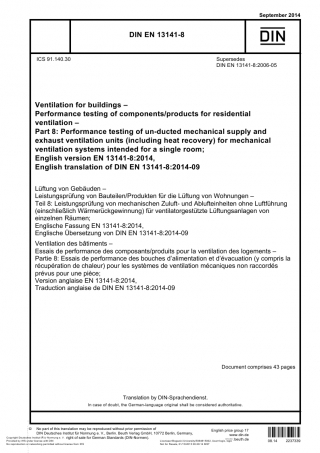 September 2014
DIN EN 13141-8
DIN
ICS 91.140.30
Supersedes
DIN EN 13141-8:2006-05
Ventilation for buildings –
Performance testing of components/products for residential
ventilation –
Part 8: Performance testing of un-ducted mechanical supply and
exhaust ventilation units (including heat recovery) for mechanical
ventilation systems intended for a single room;
English version EN 13141-8:2014,
English translation of DIN EN 13141-8:2014-09
Lüftung von Gebäuden –
Leistungsprüfung von Bauteilen/Produkten für die Lüftung von Wohnungen –
Teil 8: Leistungsprüfung von mechanischen Zuluft- und Ablufteinheiten ohne Luftführung
(einschließlich Wärmerückgewinnung) für ventilatorgestützte Lüftungsanlagen von
einzelnen Räumen;
Englische Fassung EN 13141-8:2014,
Englische Übersetzung von DIN EN 13141-8:2014-09
Ventilation des bâtiments –
Essais de performance des composants/produits pour la ventilation des logements –
Partie 8: Essais de performance des bouches d'alimentation et d'évacuation (y compris la
récupération de chaleur) pour les systèmes de ventilation mécaniques non raccordés
prévus pour une pièce;
Version anglaise EN 13141-8:2014,
Traduction anglaise de DIN EN 13141-8:2014-09
Document comprises 43 pages
Translation by DIN-Sprachendienst.
In case of doubt, the German-language original shall be considered authoritative.
© No part of this translation may be reproduced without prior permission of
DIN Deutsches Institut für Normung e. V., Berlin. Beuth Verlag GmbH, 10772 Berlin, Germany,
right of sale for German Standards (DIN-Normen).
English price group 17
www.din.de
www.beuth.de